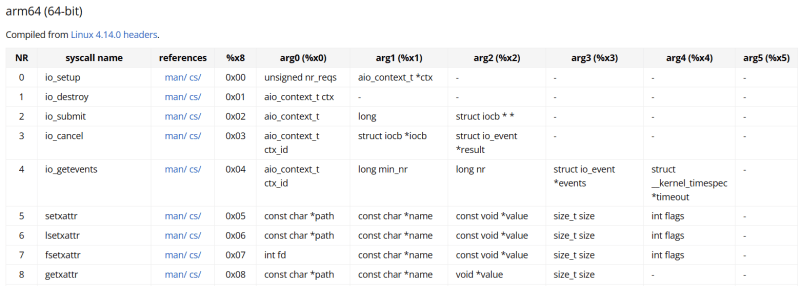 arm64 (64-bit)
Compiled from Linux 4.14.0 headers.
NR syscall name references %x8 arg0 (%x0) arg1 (%x1) arg2 (%x2) arg3 (%x3) arg4 (%x4) arg5 (%x5)
0 io_setup man/ cs/ 0x00 unsigned nr_reqs aio_context_t *ctx - - - -
1 io_destroy man/ cs/ 0x01 aio_context_t ctx - - - - -
2 io_submit man/ cs/ 0x02 aio_context_t long struct iocb * * - - -
3 io_cancel man/ cs/ 0x03 aio_context_t struct iocb *iocb struct io_event - - -
ctx_id *result
4 io_getevents man/ cs/ 0x04 aio_context_t long min_nr long nr struct io_event struct -
ctx_id *events __kernel_timespec
*timeout
5 setxattr man/ cs/ 0x05 const char *path const char *name const void *value size_t size int flags -
6 lsetxattr man/ cs/ 0x06 const char *path const char *name const void *value size_t size int flags -
7 fsetxattr man/ cs/ 0x07 int fd const char *name const void *value size_t size int flags -
8 getxattr man/ cs/ 0x08 const char *path const char *name void *value size_t size - -